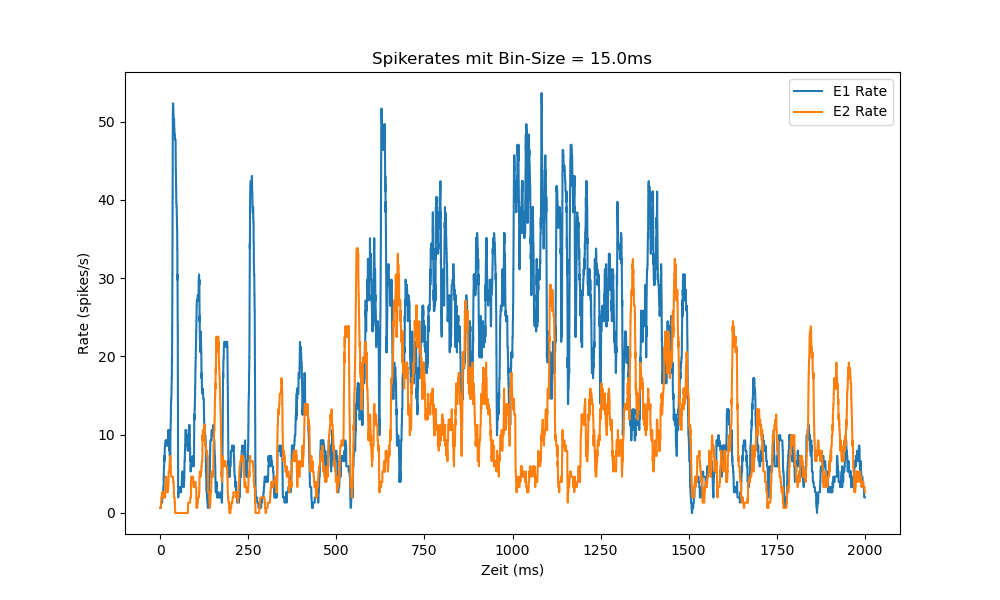 Spikerates mit Bin-Size = 15.0ms
E1 Rate
E2 Rate
Rate (spikes/s)
50
40
30
20
10
0
0 250 500 750 1000 1250 1500 1750 2000
Zeit (ms)